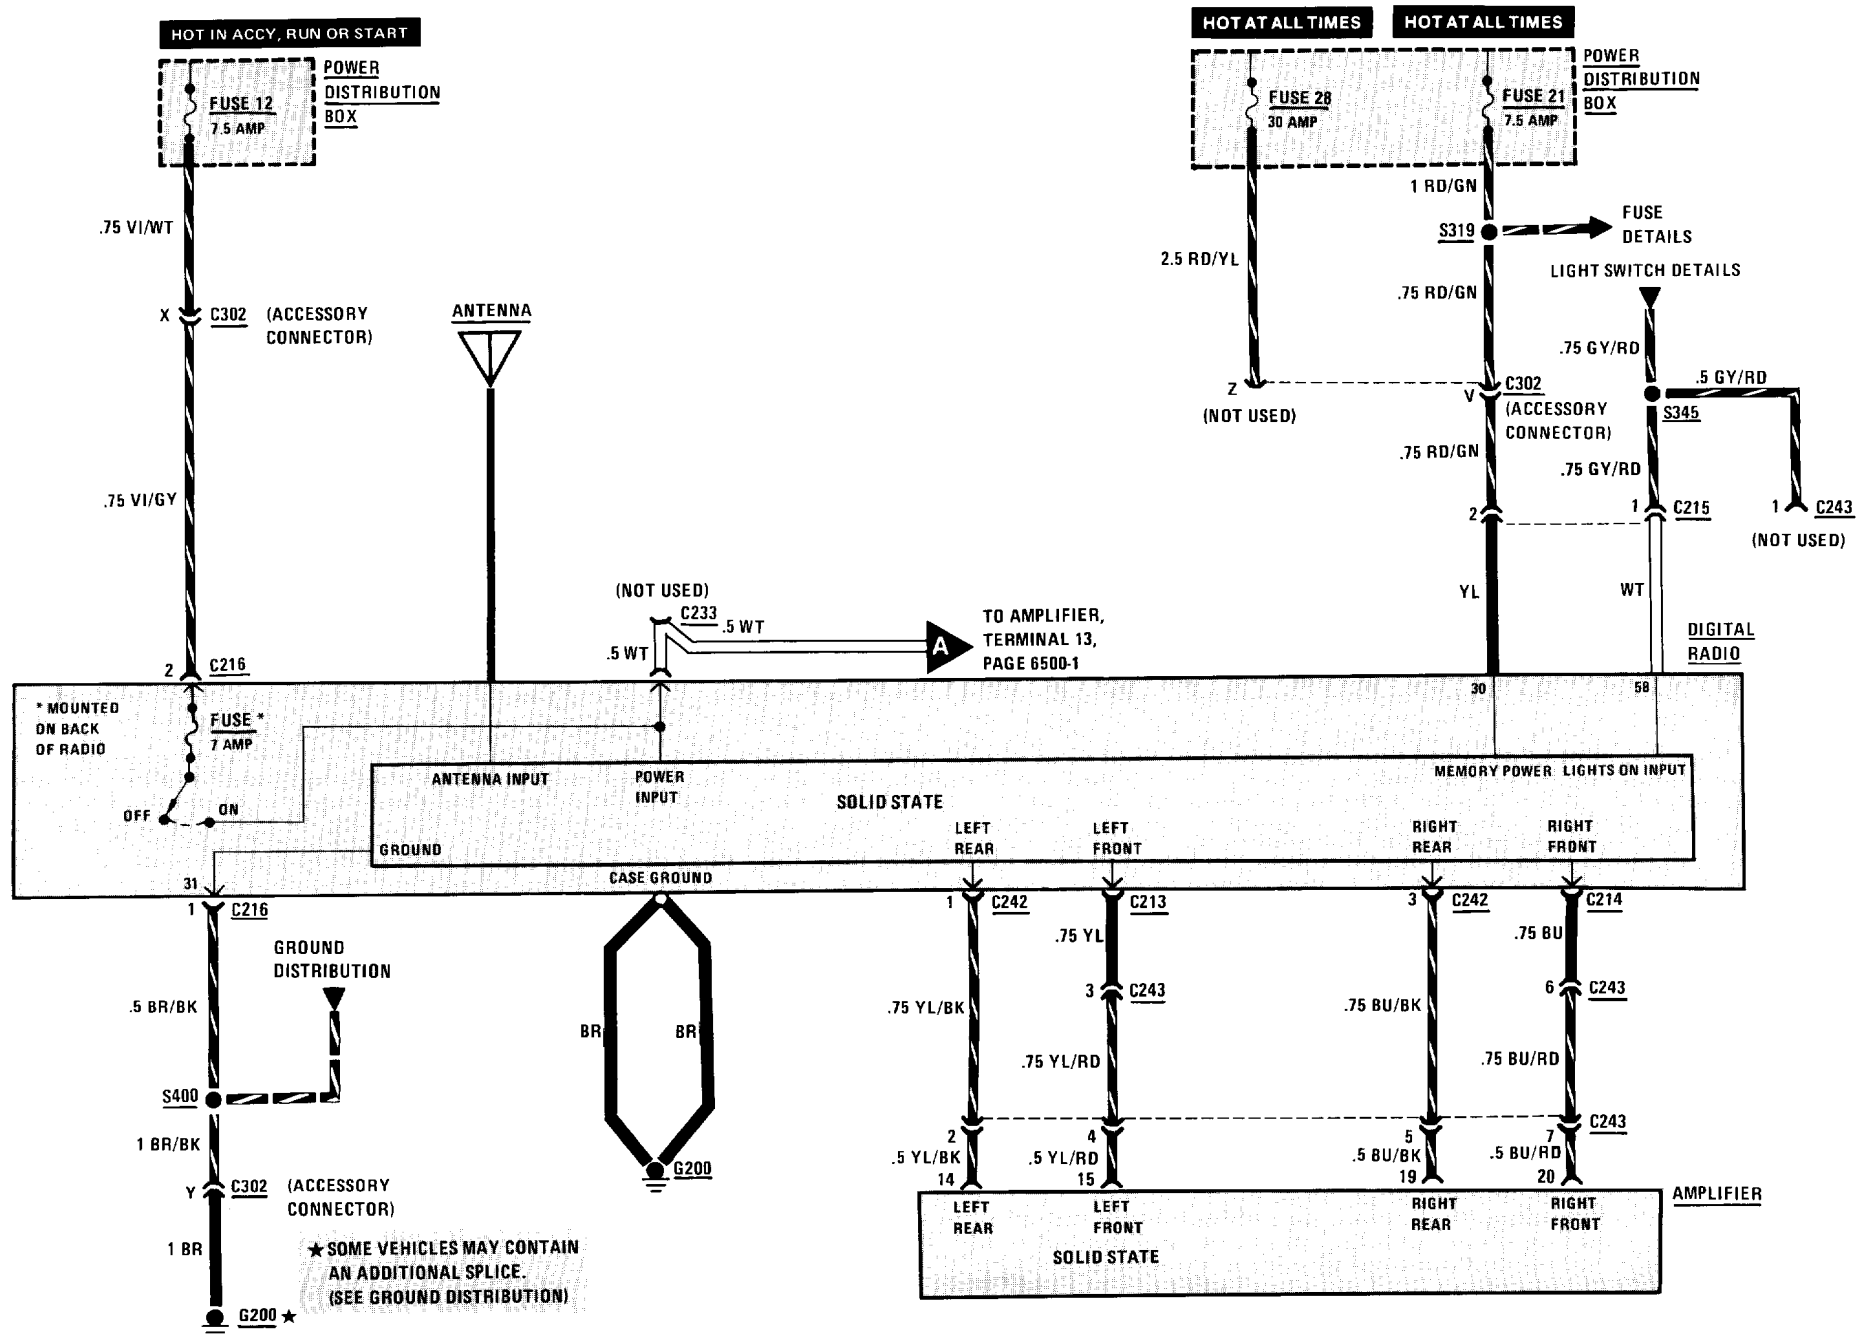 HOT IN ACCY, RUN OR START
HOT AT ALL TIMES
HOT AT ALL TIMES
POWER
DISTRIBUTION
BOX
FUSE 12
7.5 AMP
FUSE 28
30 AMP
FUSE 21
7.5 AMP
POWER
DISTRIBUTION
BOX
.75 VI/WT
1 RD/GN
S319
FUSE
DETAILS
2.5 RD/YL
LIGHT SWITCH DETAILS
.75 RD/GN
X
C302
(ACCESSORY
CONNECTOR)
ANTENNA
.75 GY/RD
.5 GY/RD
Z
(NOT USED)
V
C302
(ACCESSORY
CONNECTOR)
S345
.75 RD/GN
.75 GY/RD
.75 VI/GY
2
1
C215
1
C243
(NOT USED)
YL
WT
(NOT USED)
C233
.5 WT
.5 WT
A
TO AMPLIFIER,
TERMINAL 13,
PAGE 6500-1
DIGITAL
RADIO
2
C216
30
58
* MOUNTED
ON BACK
OF RADIO
FUSE *
7 AMP
OFF
ON
ANTENNA INPUT
POWER
INPUT
MEMORY POWER
LIGHTS ON INPUT
SOLID STATE
GROUND
LEFT
REAR
LEFT
FRONT
RIGHT
REAR
RIGHT
FRONT
31
CASE GROUND
1
C216
1
C242
C213
3
C242
C214
GROUND
DISTRIBUTION
.75 YL
.75 BU
3
C243
6
C243
.5 BR/BK
.75 YL/BK
.75 BU/BK
BR
BR
.75 YL/RD
.75 BU/RD
S400
1 BR/BK
2
4
5
7
C243
.5 YL/BK
.5 YL/RD
.5 BU/BK
.5 BU/RD
G200
14
15
19
20
Y
C302
(ACCESSORY
CONNECTOR)
AMPLIFIER
LEFT
REAR
LEFT
FRONT
RIGHT
REAR
RIGHT
FRONT
SOLID STATE
1 BR
★ SOME VEHICLES MAY CONTAIN
AN ADDITIONAL SPLICE.
(SEE GROUND DISTRIBUTION)
G200 ★